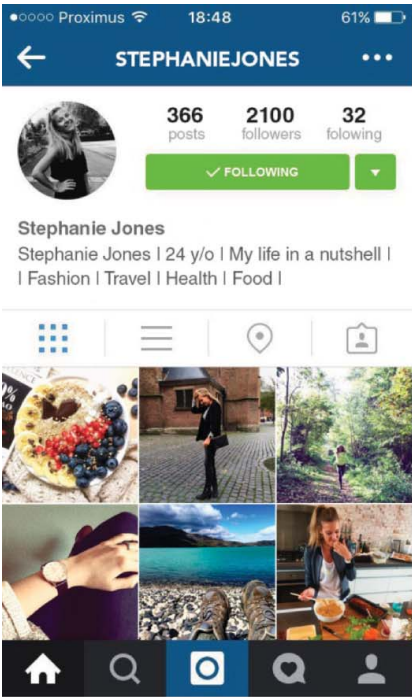 Proximus 18:48 61%
STEPHANIEJONES
366 2100 32
posts followers folowing
FOLLOWING
Stephanie Jones
Stephanie Jones | 24 y/o | My life in a nutshell |
| Fashion | Travel | Health | Food |